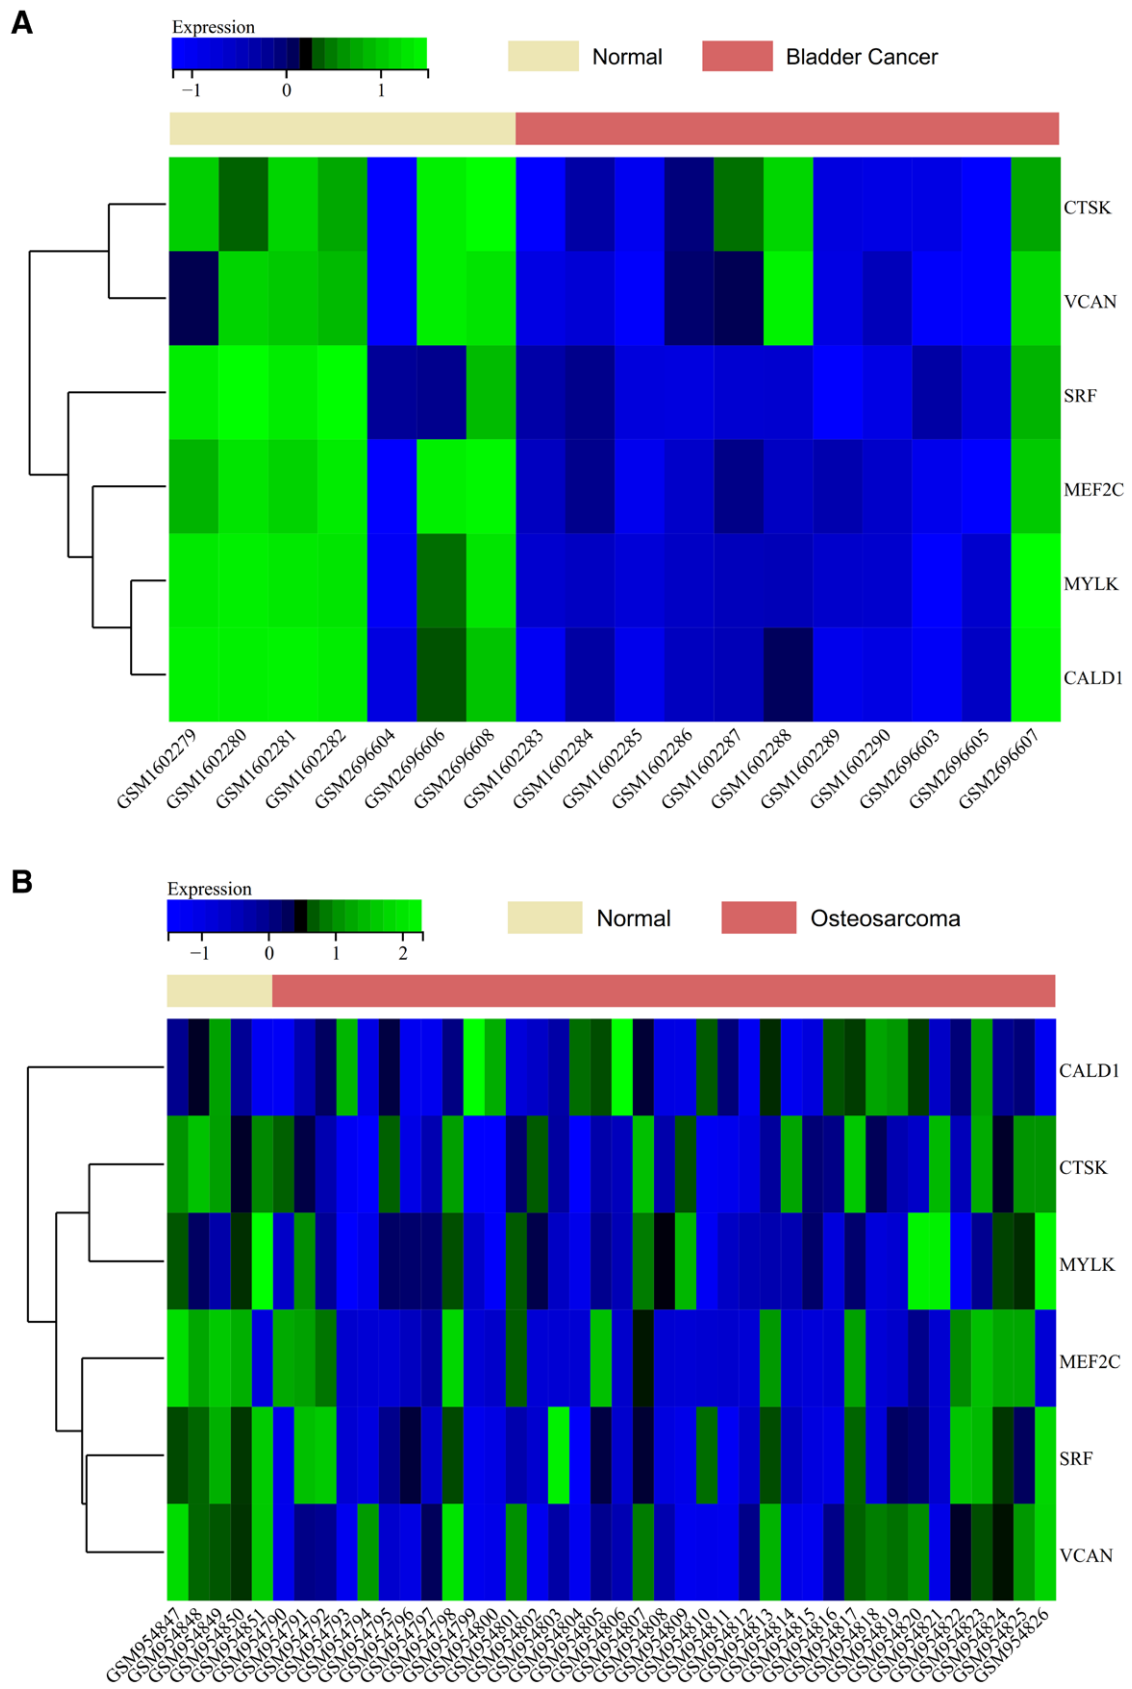 A
Expression
Normal
Bladder Cancer
−1 0 1
CTSK
VCAN
SRF
MEF2C
MYLK
CALD1
GSM1602279 GSM1602280 GSM1602281 GSM1602282 GSM2696604 GSM2696606 GSM2696608 GSM1602283 GSM1602284 GSM1602285 GSM1602286 GSM1602287 GSM1602288 GSM1602289 GSM1602290 GSM2696603 GSM2696605 GSM2696607
B
Expression
Normal
Osteosarcoma
−1 0 1 2
CALD1
CTSK
MYLK
MEF2C
SRF
VCAN
GSM954847 GSM954848 GSM954849 GSM954850 GSM954851 GSM954790 GSM954791 GSM954792 GSM954793 GSM954794 GSM954795 GSM954796 GSM954797 GSM954798 GSM954799 GSM954800 GSM954801 GSM954802 GSM954803 GSM954804 GSM954805 GSM954806 GSM954807 GSM954808 GSM954809 GSM954810 GSM954811 GSM954812 GSM954813 GSM954814 GSM954815 GSM954816 GSM954817 GSM954818 GSM954819 GSM954820 GSM954821 GSM954822 GSM954823 GSM954824 GSM954825 GSM954826